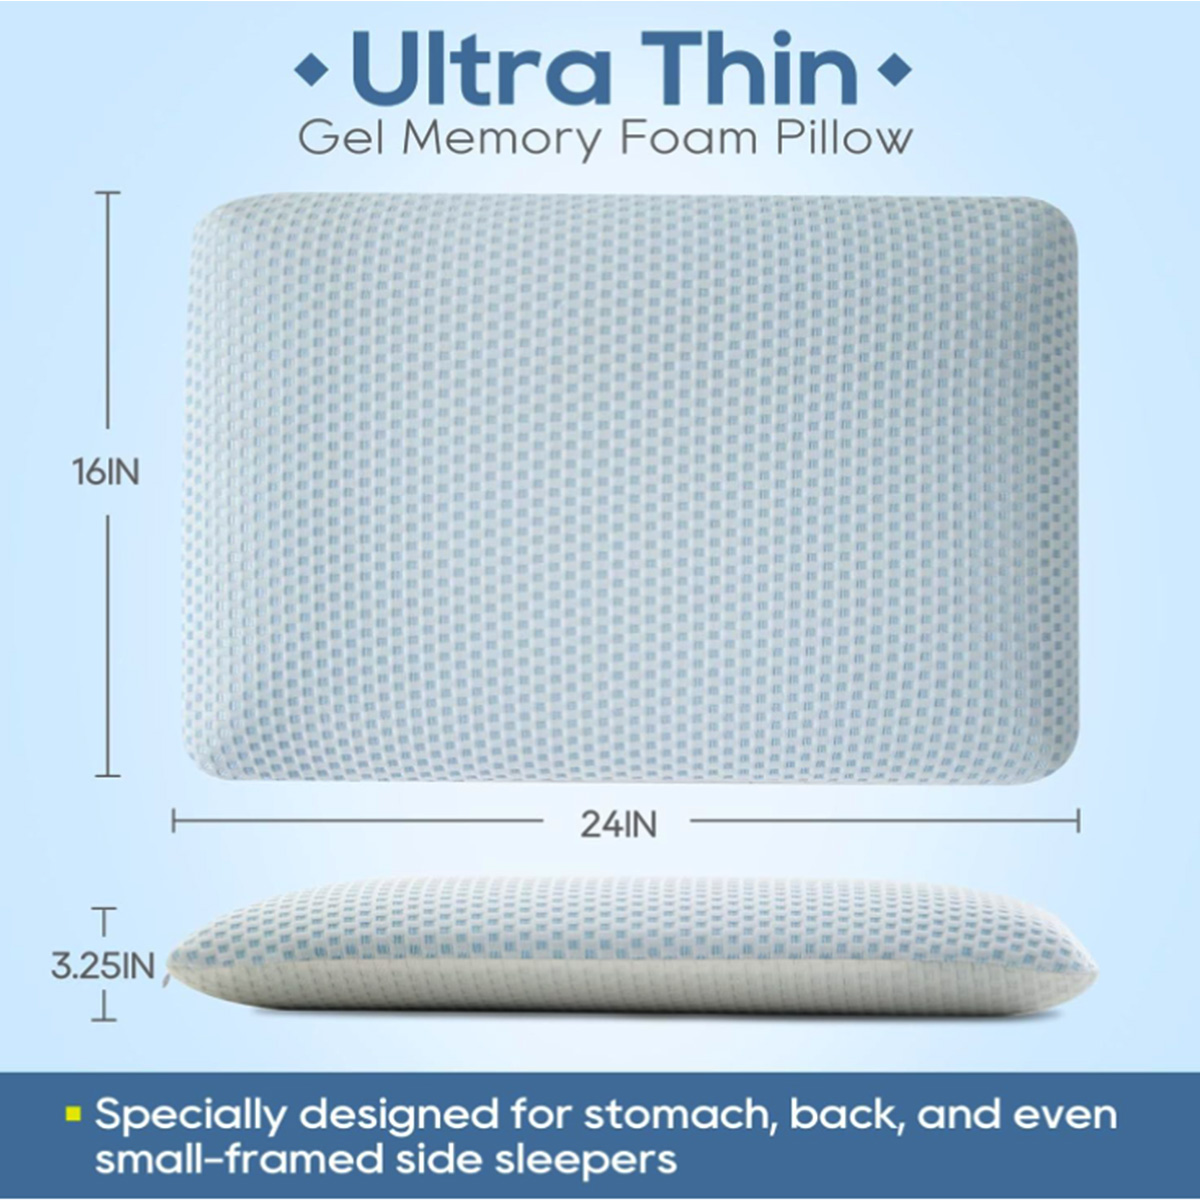 Ultra Thin
Gel Memory Foam Pillow
16IN
24IN
3.25IN
Specially designed for stomach, back, and even
small-framed side sleepers